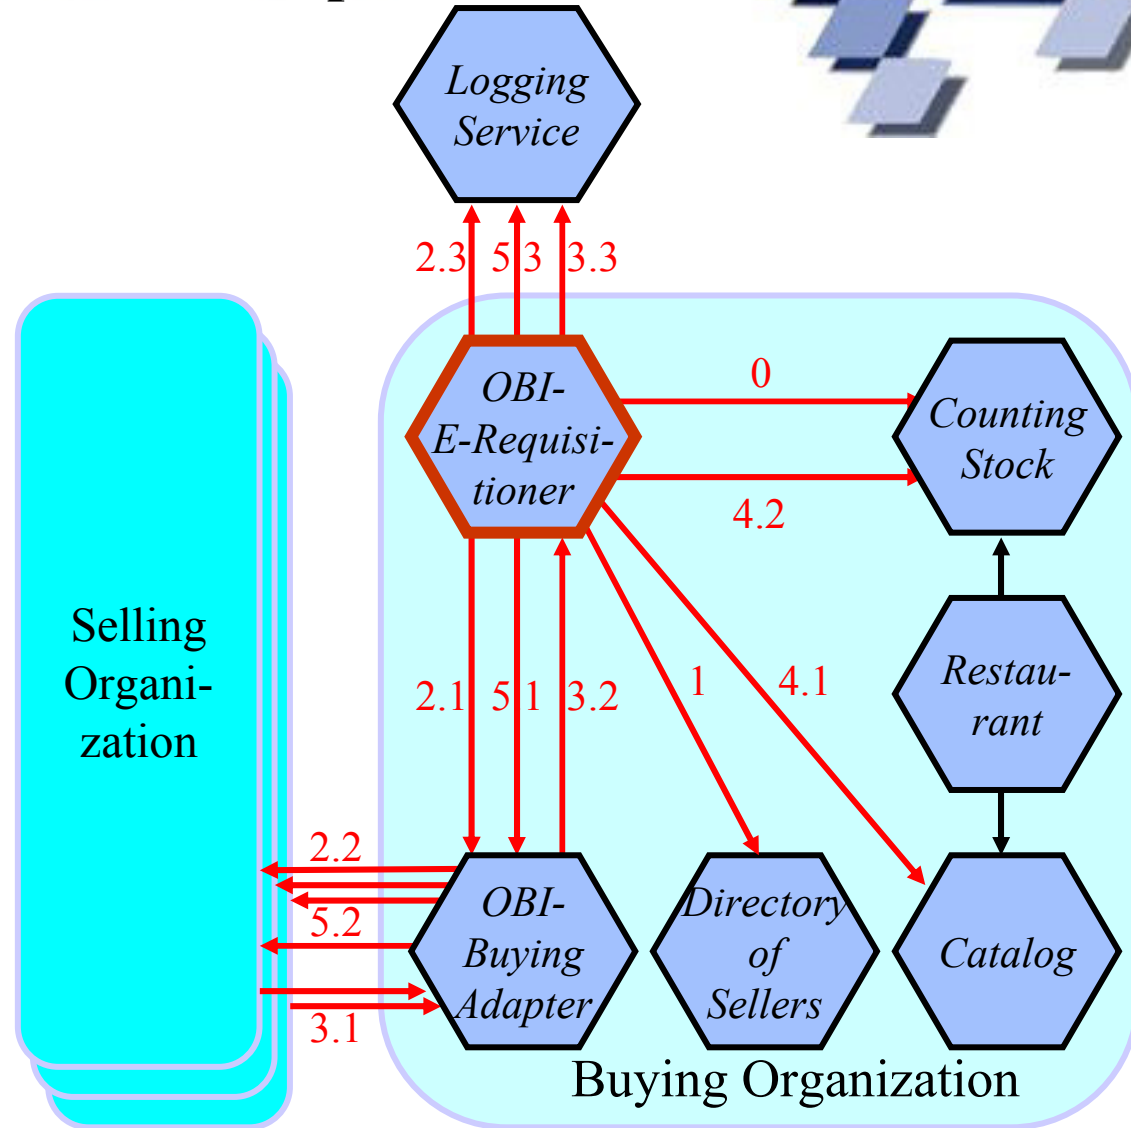 Logging
Service
2.3 5.3 3.3
OBI-
E-Requisi-
tioner
0
Counting
Stock
4.2
Selling
Organi-
zation
2.1 5.1 3.2
1
4.1
Restau-
rant
2.2
5.2
3.1
OBI-
Buying
Adapter
Directory
of
Sellers
Catalog
Buying Organization